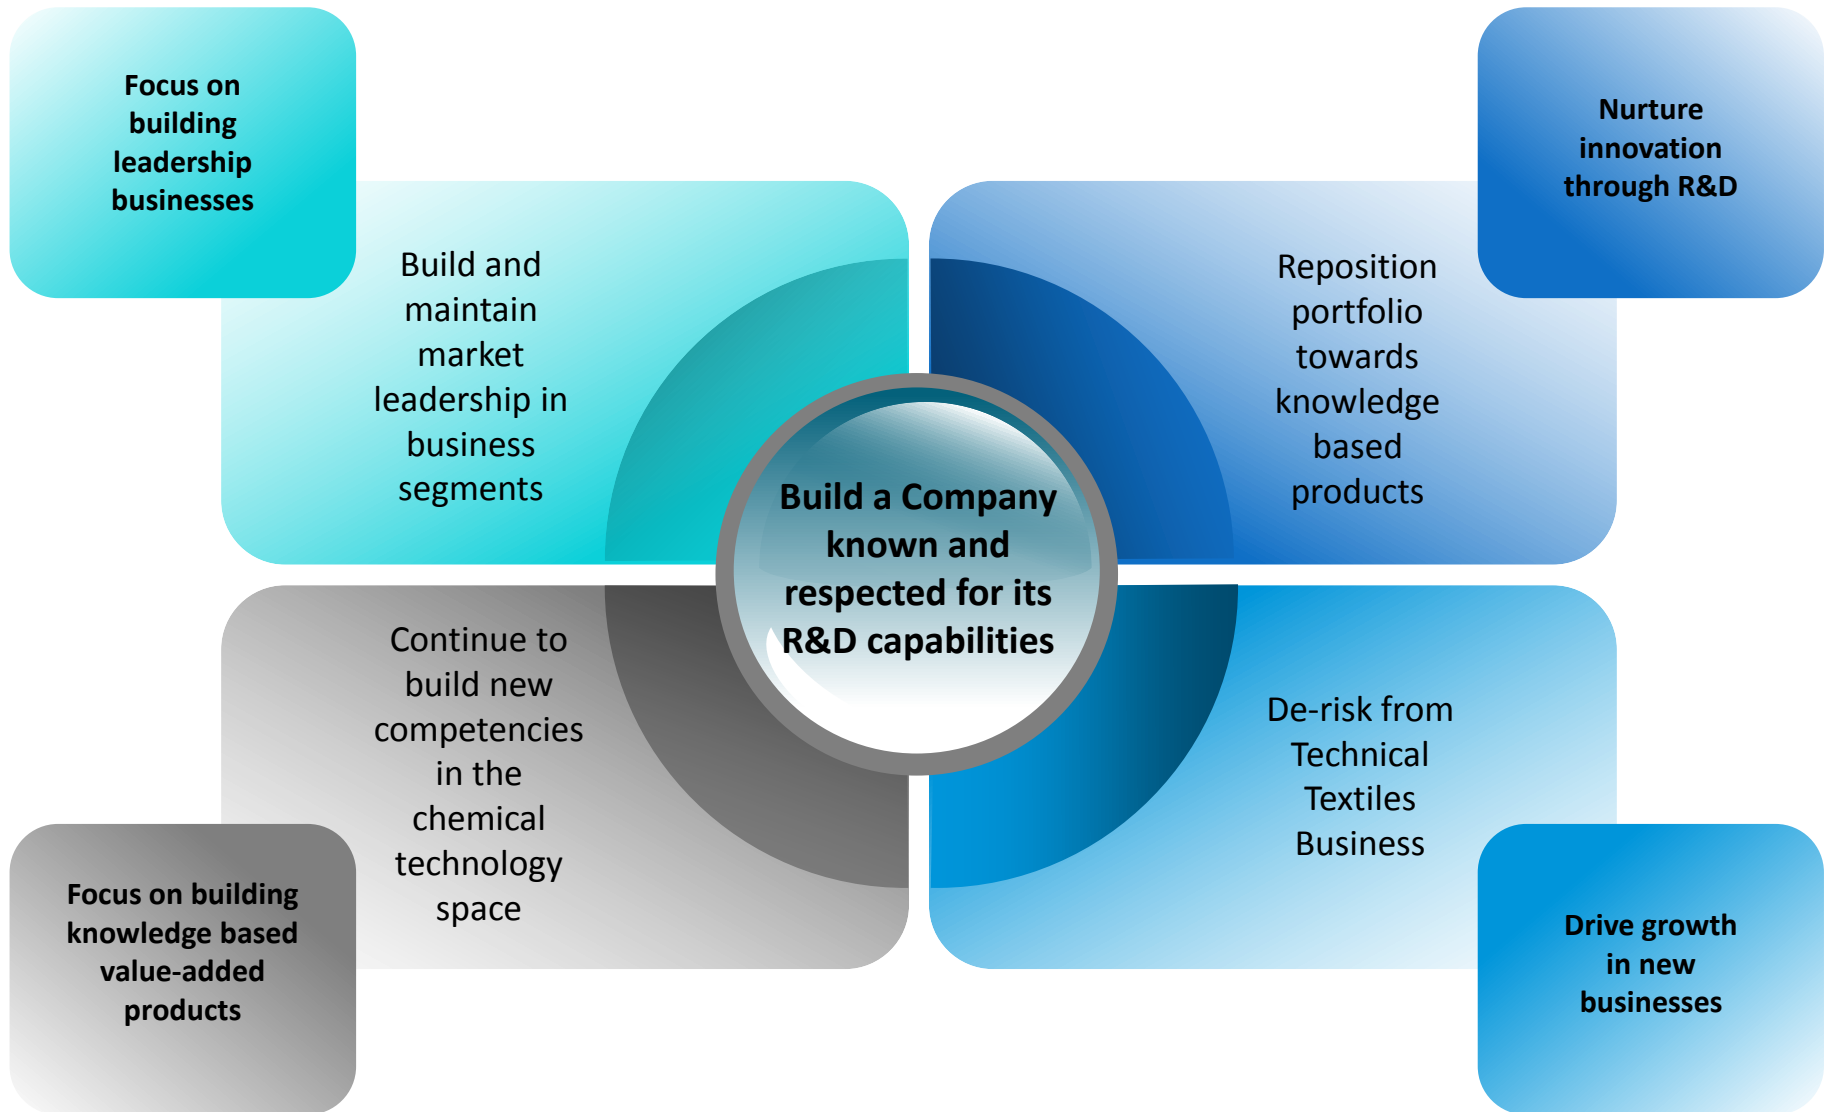 Focus on
building
leadership
businesses
Build and
maintain
market
leadership in
business
segments
Nurture
innovation
through R&D
Reposition
portfolio
towards
knowledge
based
products
Build a Company
known and
respected for its
R&D capabilities
Continue to
build new
competencies
in the
chemical
technology
space
Focus on building
knowledge based
value-added
products
De-risk from
Technical
Textiles
Business
Drive growth
in new
businesses